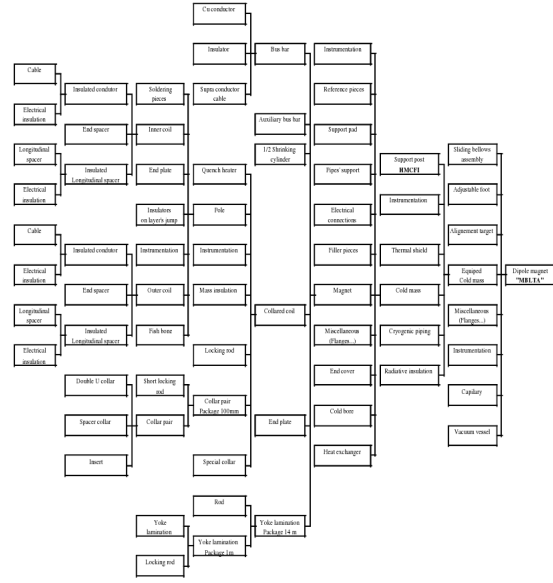 Cu conductor
Insulator
Bus bar
Instrumentation
Cable
Insulated condutor
Soldering
pieces
Supra conductor
cable
Reference pieces
Electrical
insulation
Auxiliary bus bar
End spacer
Inner coil
Support pad
Longitudinal
spacer
1/2 Shrinking
cylinder
Sliding bellows
assembly
Insulated
Longitudinal spacer
End plate
Quench heater
Pipes' support
Support post
HMCFI
Electrical
insulation
Adjustable foot
Insulators
on layer's jump
Pole
Electrical
connections
Instrumentation
Cable
Alignement target
Insulated condutor
Instrumentation
Instrumentation
Filler pieces
Thermal shield
Electrical
insulation
Equiped
Cold mass
Dipole magnet
"MBLTA"
End spacer
Outer coil
Mass insulation
Magnet
Cold mass
Longitudinal
spacer
Collared coil
Miscellaneous
(Flanges...)
Insulated
Longitudinal spacer
Fish bone
Miscellaneous
(Flanges...)
Cryogenic piping
Electrical
insulation
Locking rod
Instrumentation
End cover
Radiative insulation
Double U collar
Short locking
rod
Capilary
Collar pair
Package 100mm
Cold bore
Spacer collar
Collar pair
End plate
Vacuum vessel
Heat exchanger
Insert
Special collar
Rod
Yoke
lamination
Yoke lamination
Package 14 m
Yoke lamination
Package 1m
Locking rod